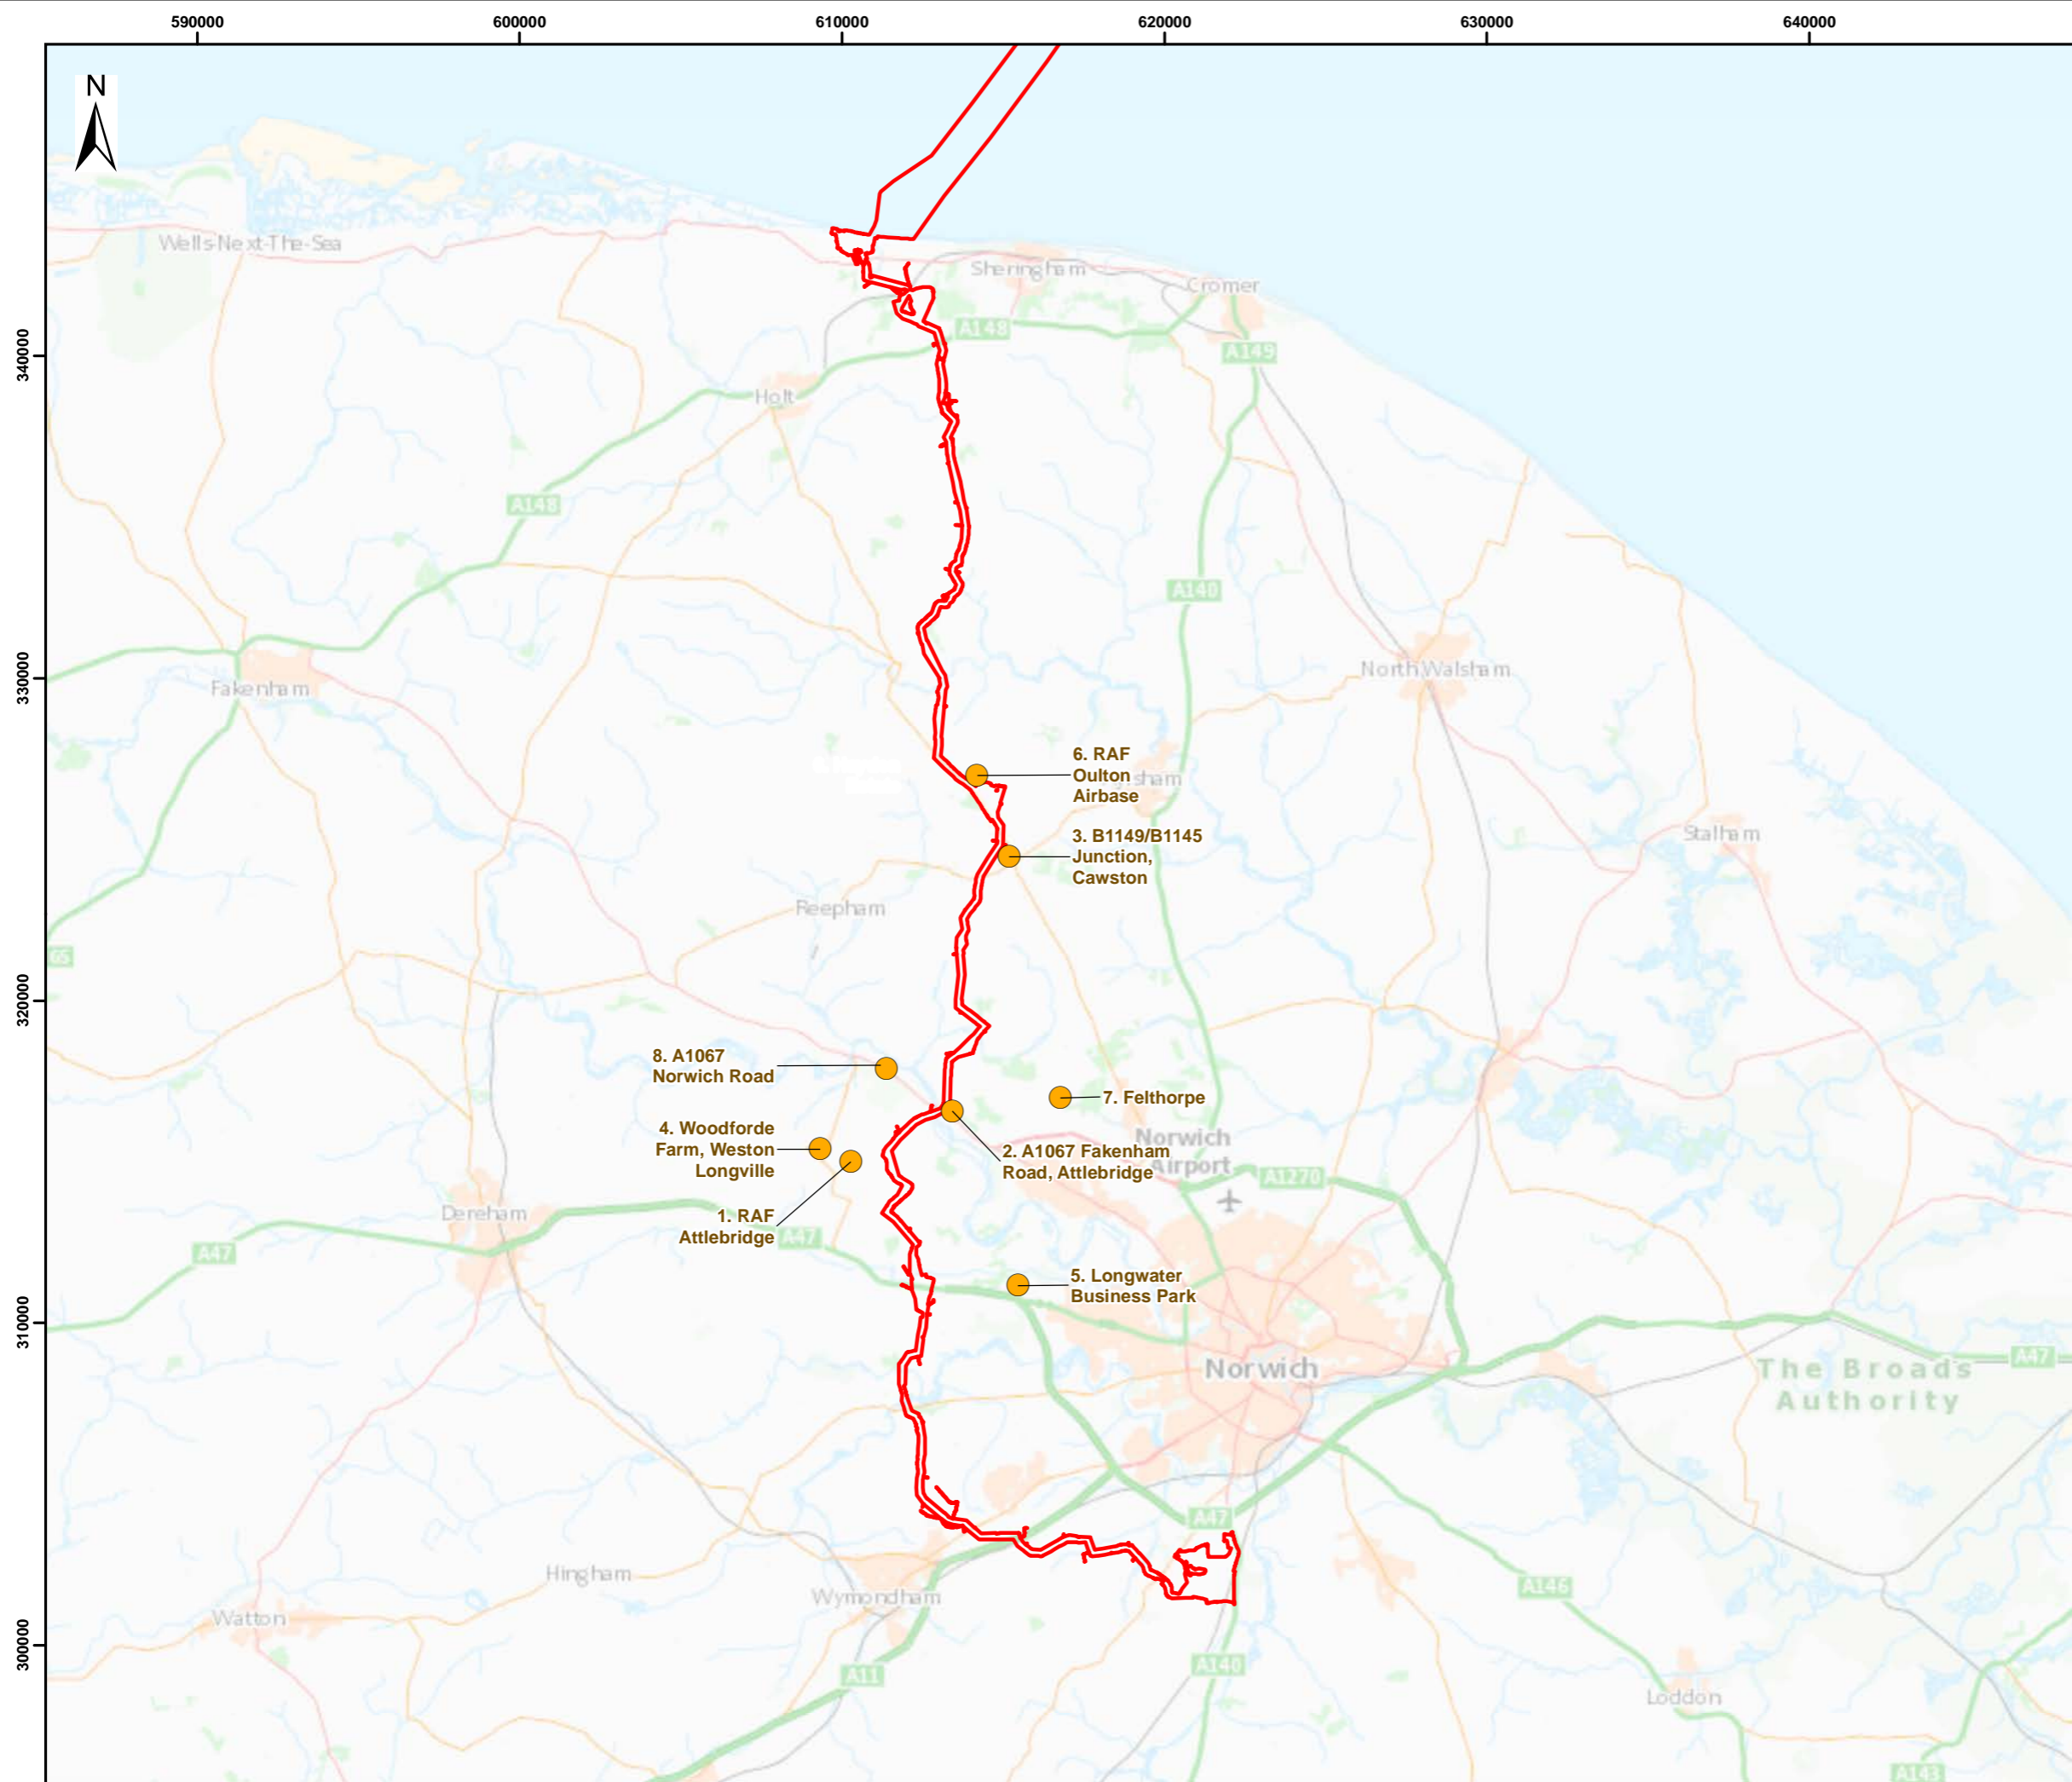 590000
600000
610000
620000
630000
640000
N
340000
330000
320000
310000
300000
Wells-Next-The-Sea
Sheringham
Cromer
A148
A149
Holt
A148
A140
North Walsham
Fakenham
6. RAF
Oulton
Airbase
sham
3. B1149/B1145
Junction,
Cawston
Stalham
Reepham
65
8. A1067
Norwich Road
7. Felthorpe
4. Woodforde
Farm, Weston
Longville
2. A1067 Fakenham
Road, Attlebridge
Norwich
Airport
A1270
1. RAF
Attlebridge
Dereham
A47
A47
5. Longwater
Business Park
Norwich
The Broads
Authority
A47
A47
Hingham
Wymondham
Watton
A146
A11
A140
Loddon
A143